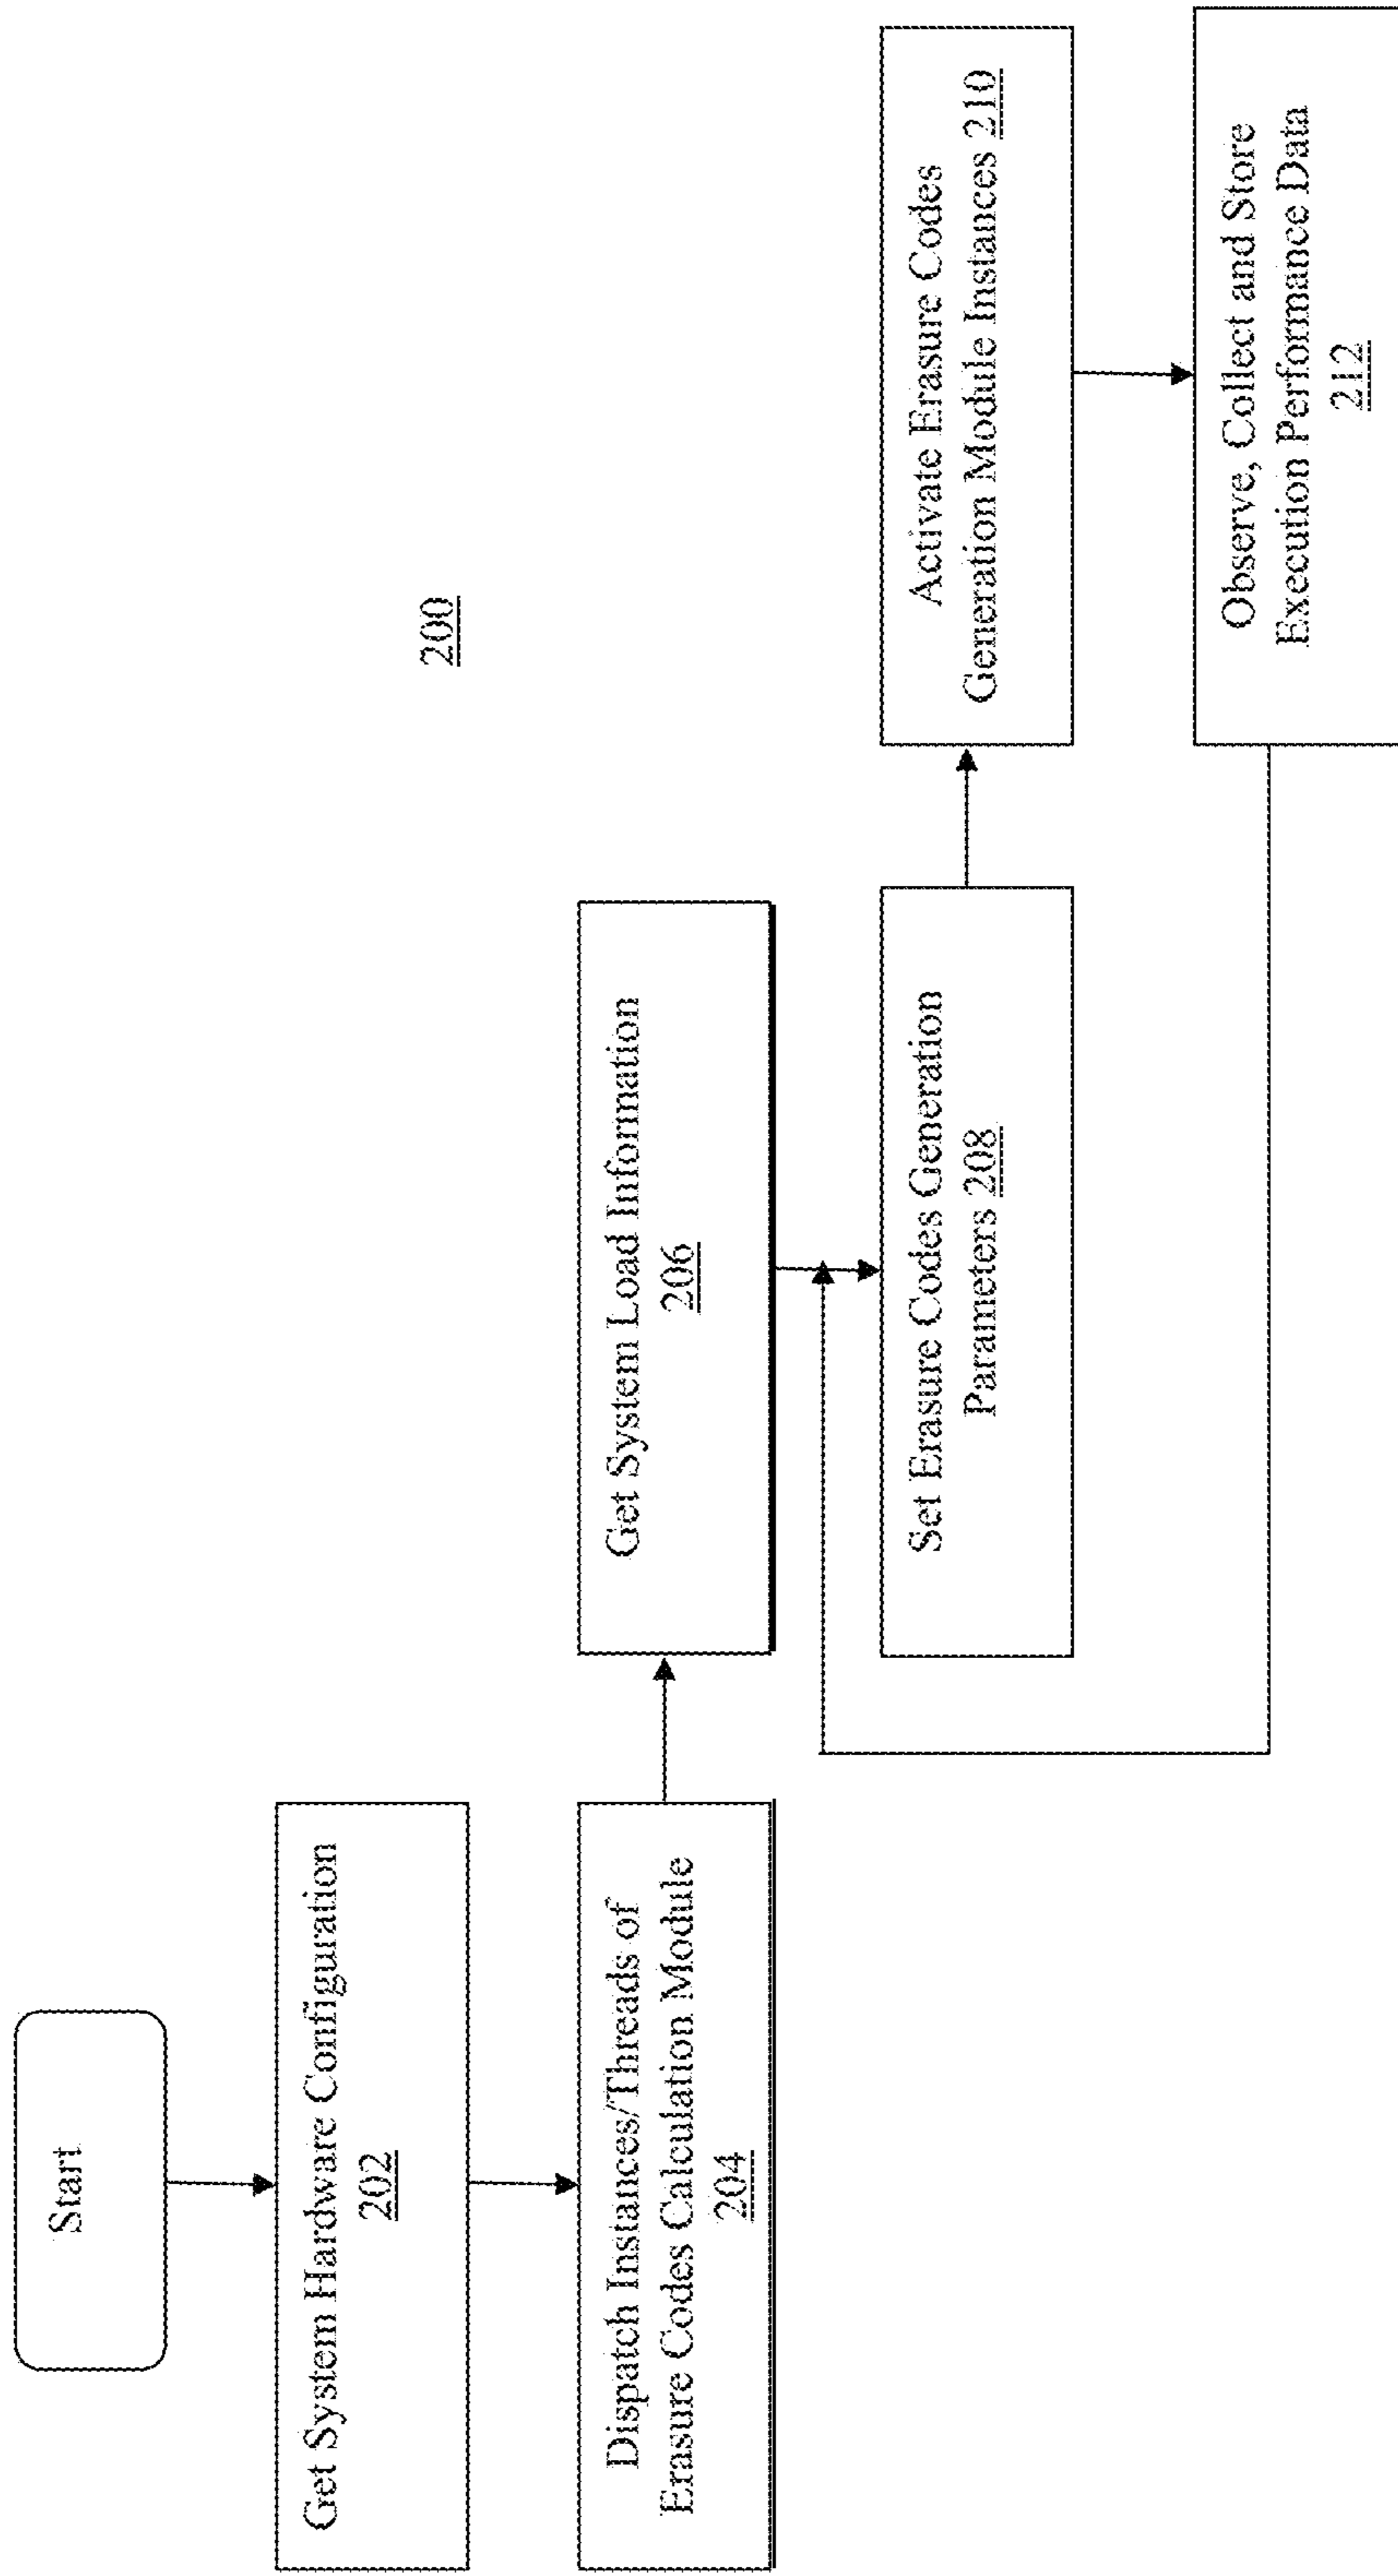 200
Start
Get System Hardware Configuration
202
Dispatch Instances/Threads of
Erasure Codes Calculation Module
204
Get System Load Information
206
Set Erasure Codes Generation
Parameters 208
Activate Erasure Codes
Generation Module Instances 210
Observe, Collect and Store
Execution Performance Data
212